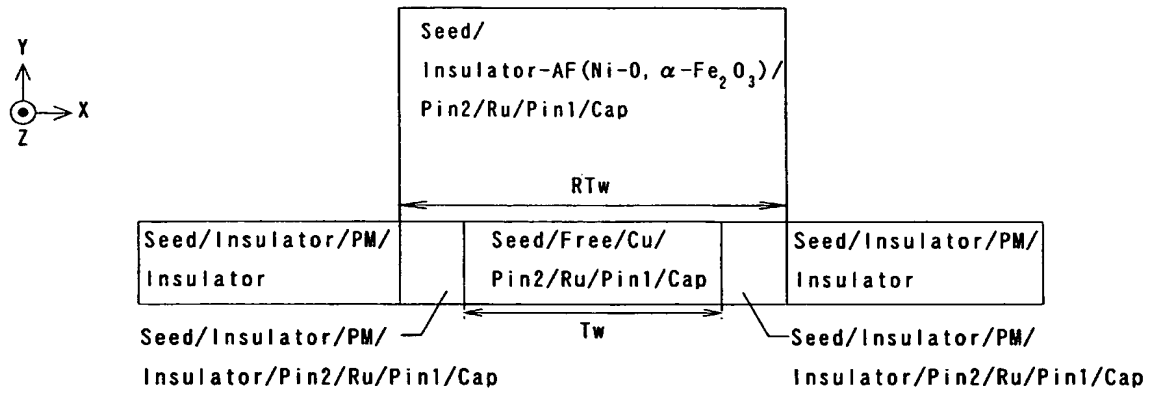 Y
X
Z
Seed/
Insulator-AF(Ni-O, α-Fe2O3)/
Pin2/Ru/Pin1/Cap
RTw
Seed/Insulator/PM/
Insulator
Seed/Free/Cu/
Pin2/Ru/Pin1/Cap
Seed/Insulator/PM/
Insulator
Tw
Seed/Insulator/PM/
Insulator/Pin2/Ru/Pin1/Cap
Seed/Insulator/PM/
Insulator/Pin2/Ru/Pin1/Cap